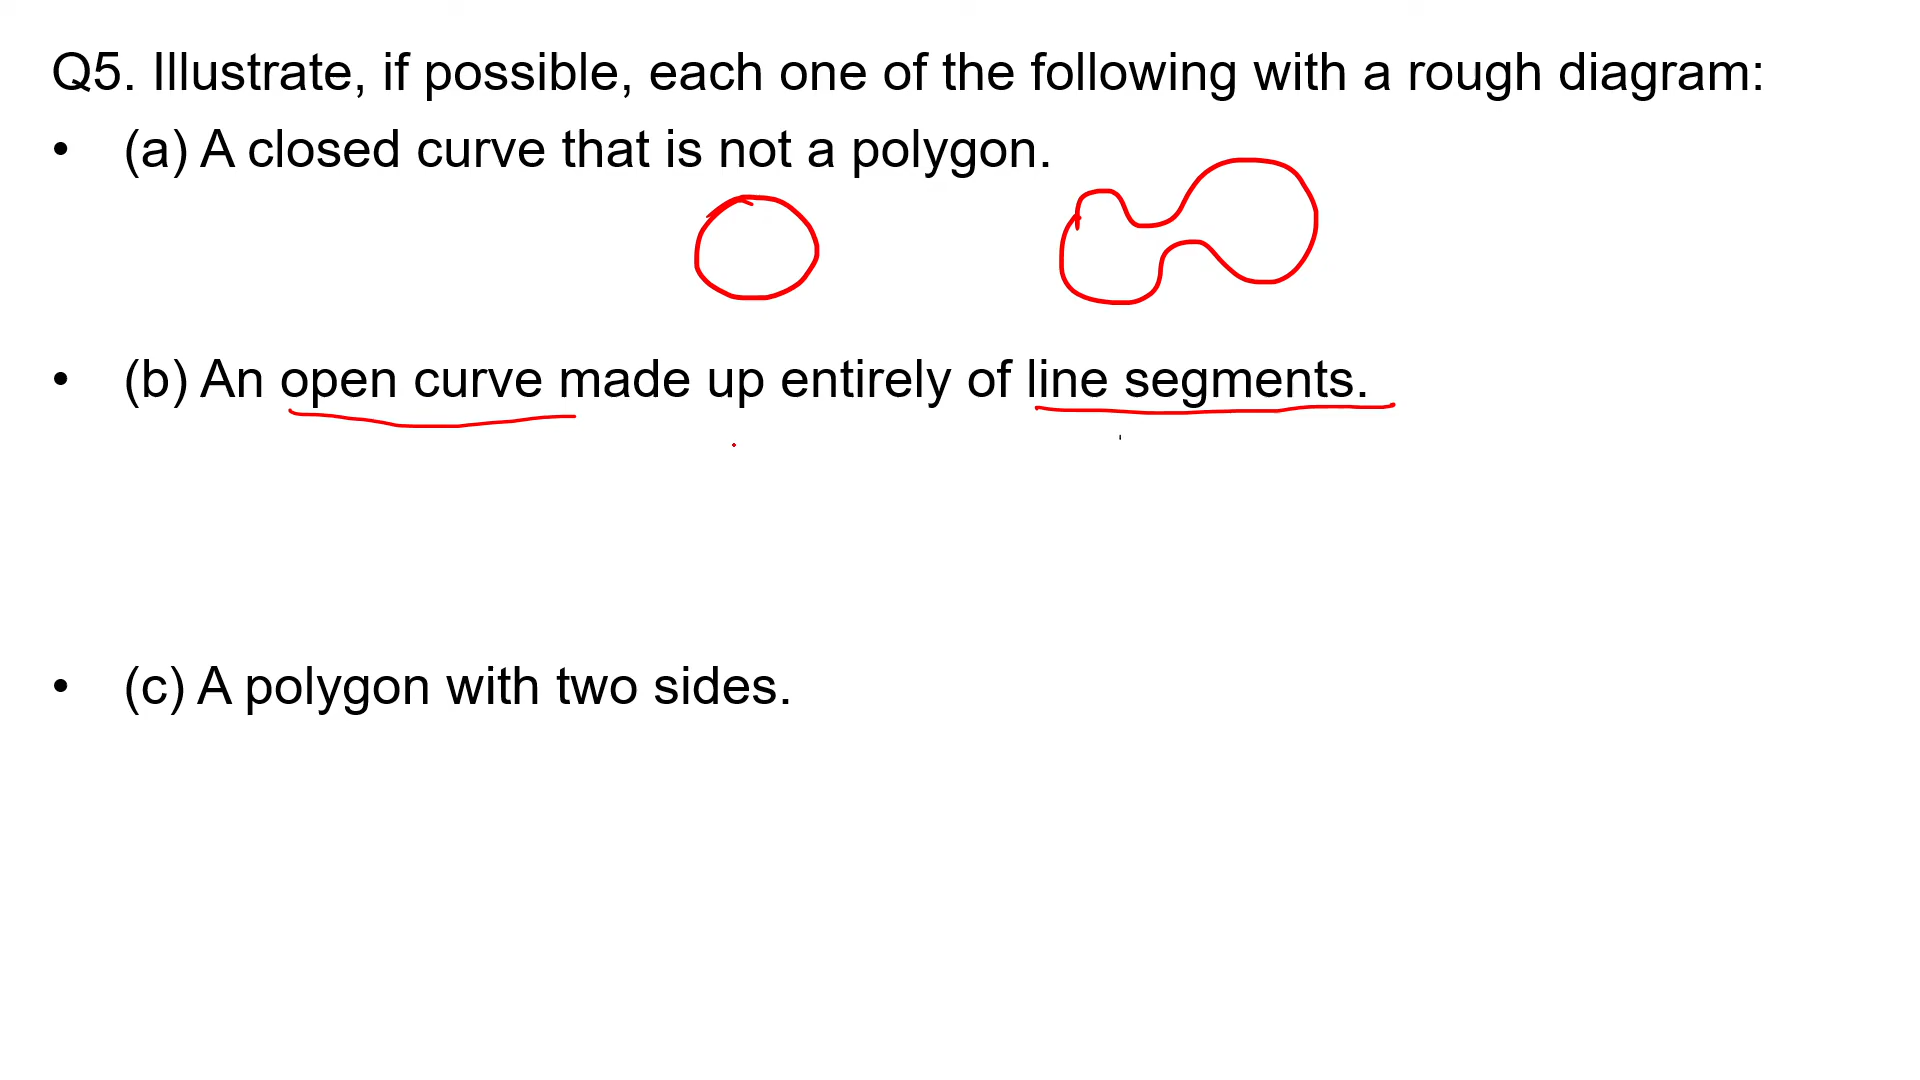 Q5. Illustrate, if possible, each one of the following with a rough diagram:
• (a) A closed curve that is not a polygon.
• (b) An open curve made up entirely of line segments.
• (c) A polygon with two sides.